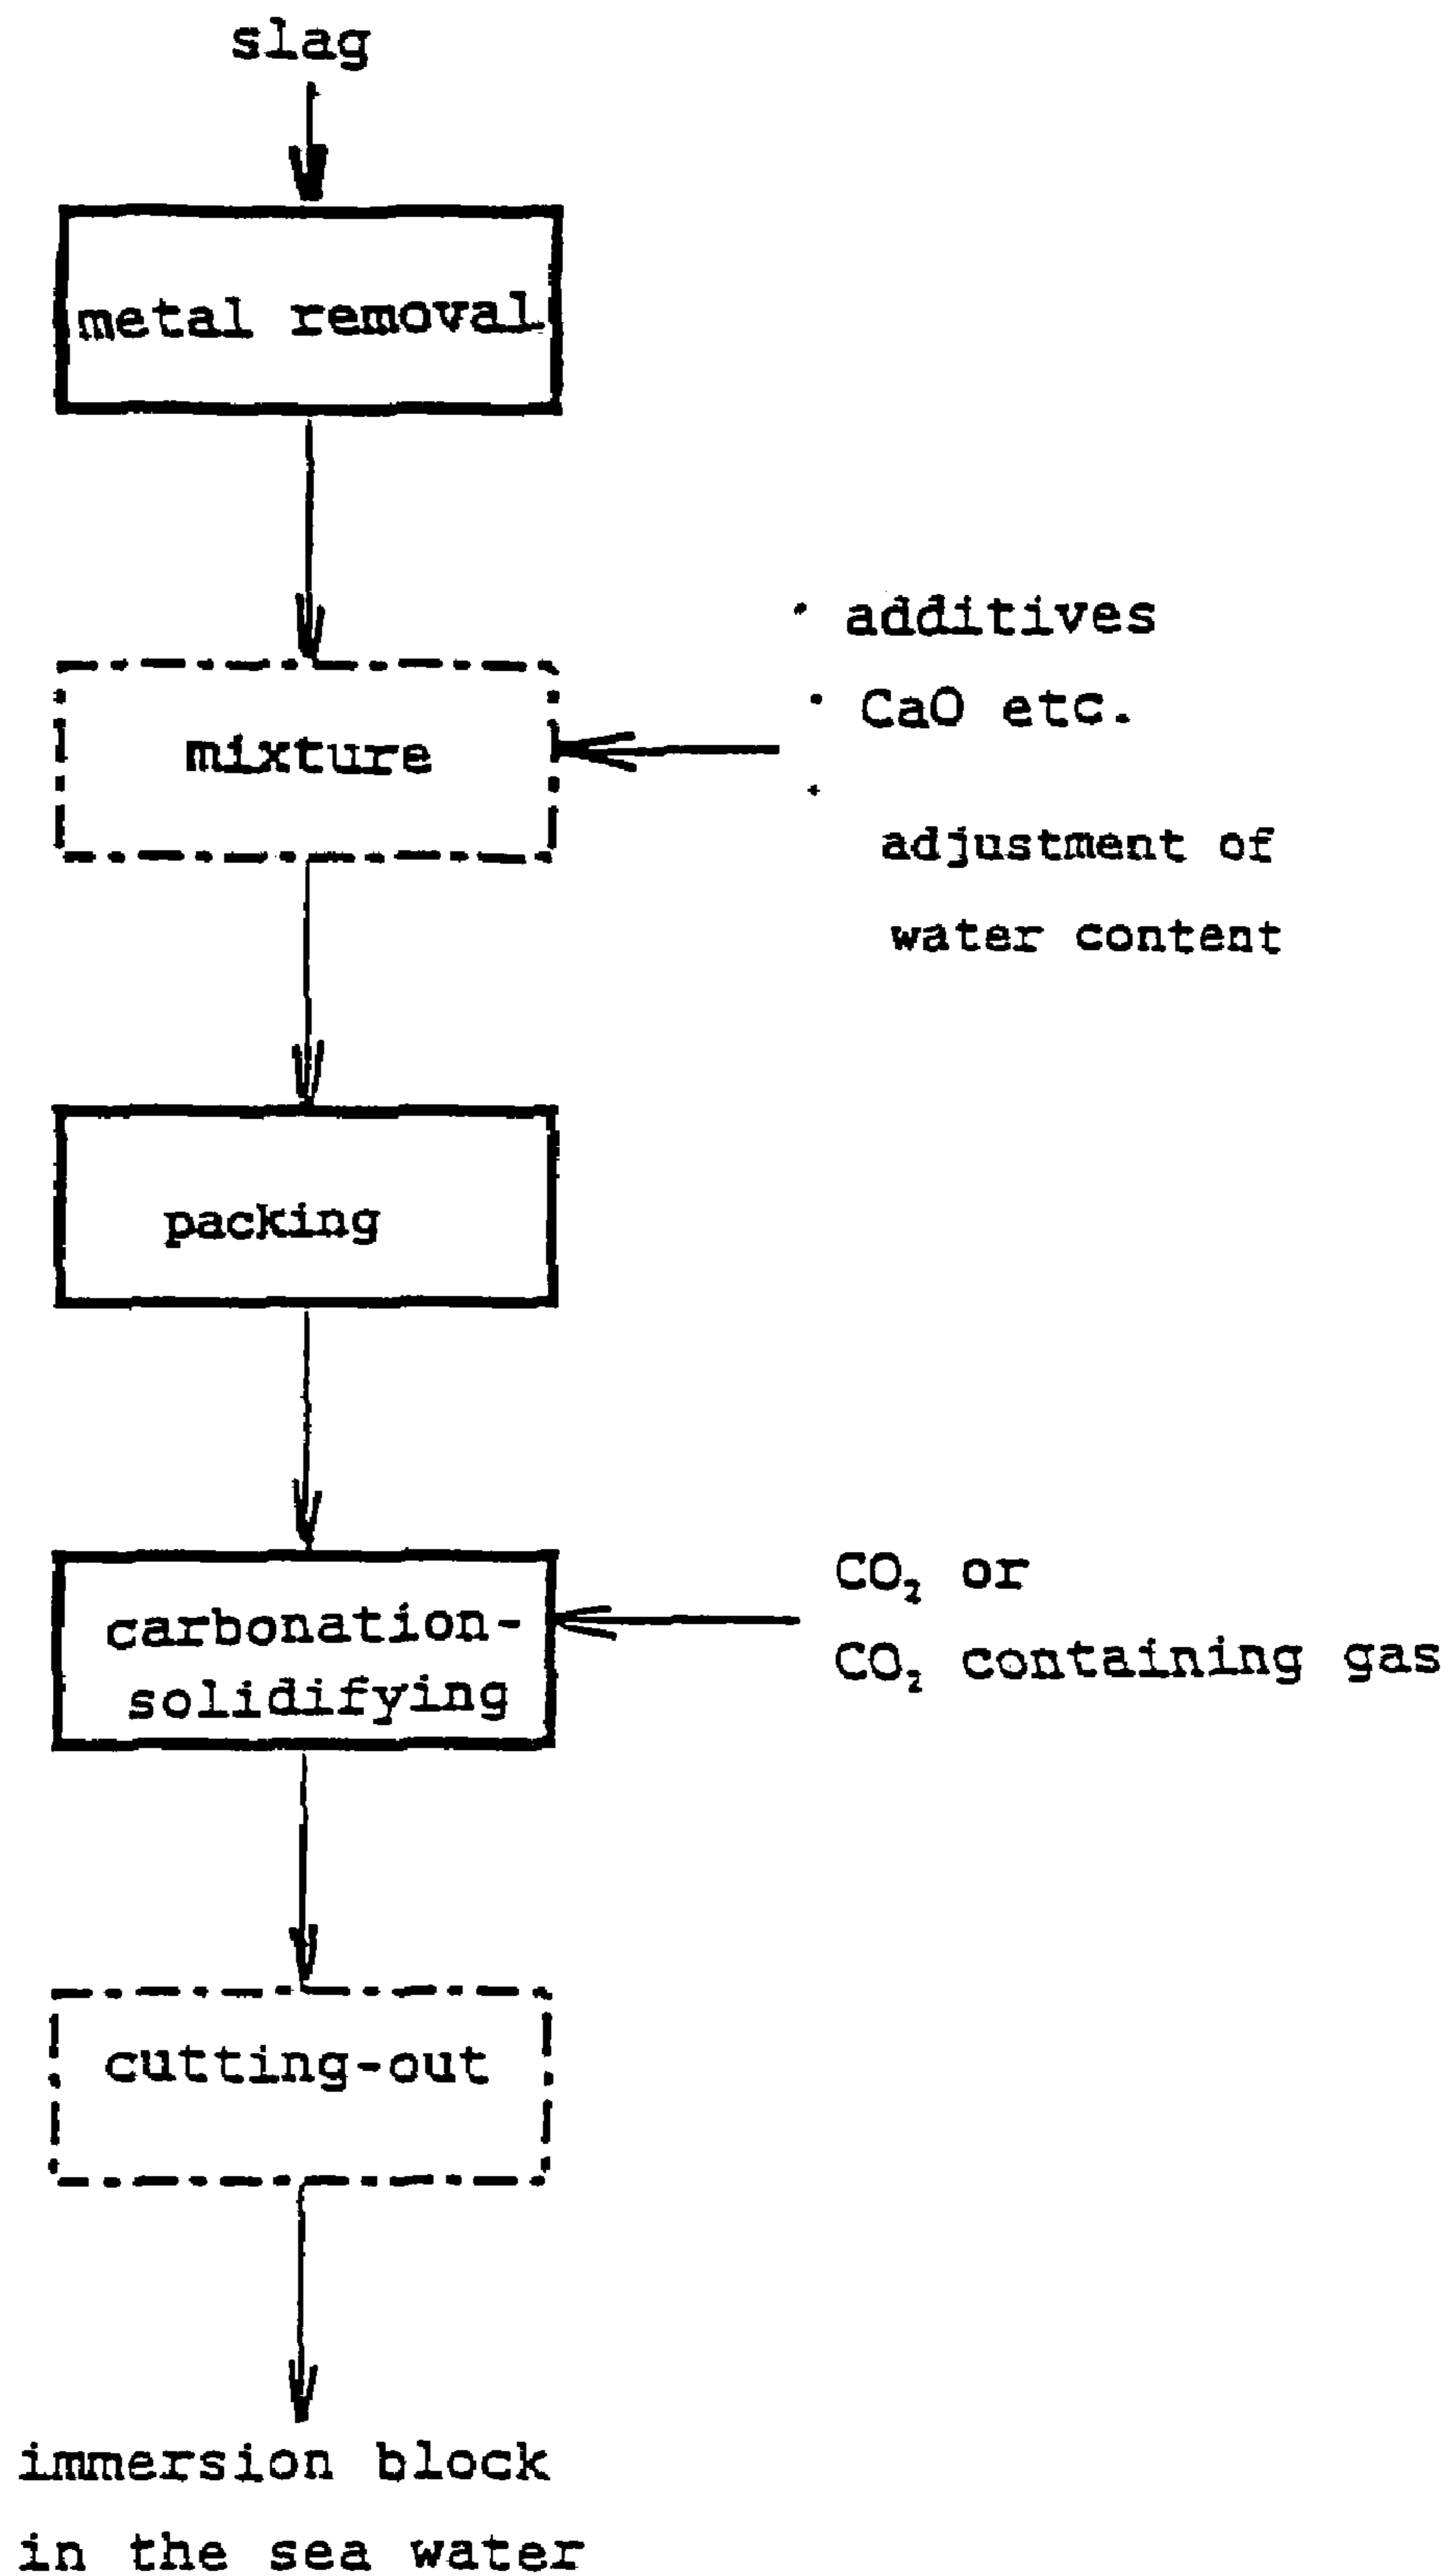 slag
metal removal
· additives
· CaO etc.
mixture
·
adjustment of
water content
packing
CO₂ or
carbonation-
CO₂ containing gas
solidifying
cutting-out
immersion block
in the sea water